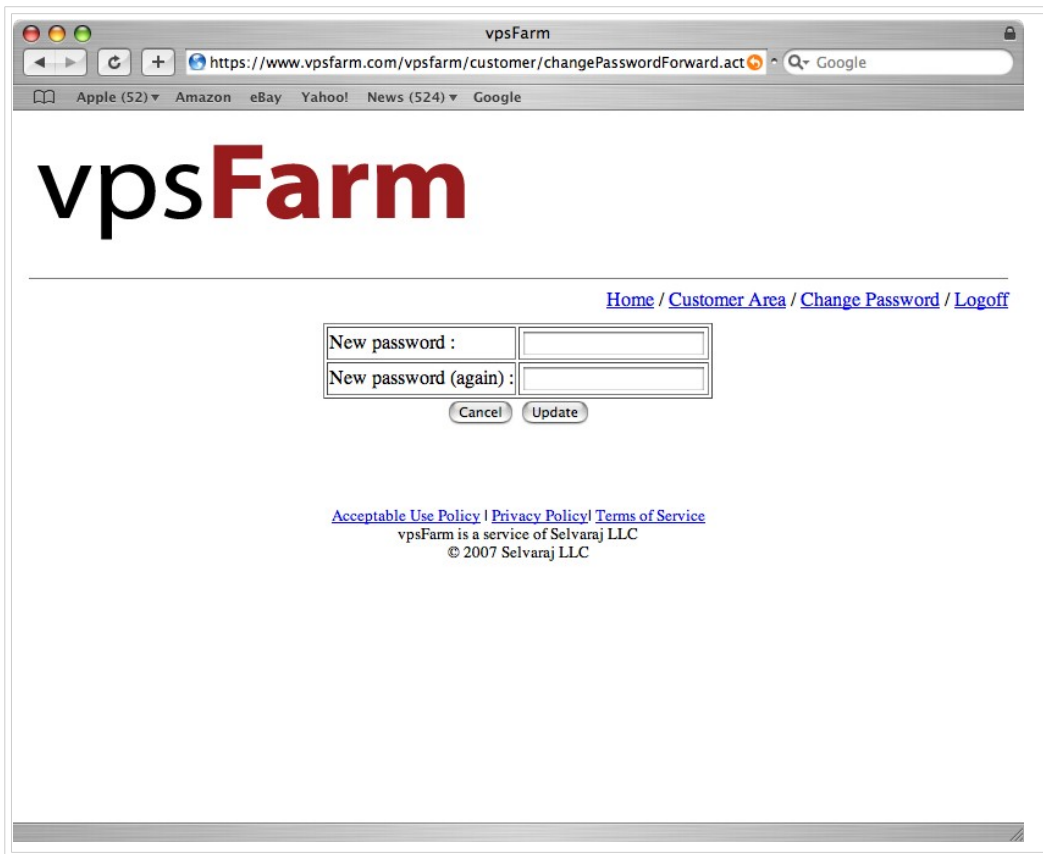 vpsFarm
https://www.vpsfarm.com/vpsfarm/customer/changePasswordForward.act Google
Apple (52) Amazon eBay Yahoo! News (524) Google
vpsFarm
Home / Customer Area / Change Password / Logoff
New password :
New password (again) :
Cancel Update
Acceptable Use Policy | Privacy Policy| Terms of Service
vpsFarm is a service of Selvaraj LLC
© 2007 Selvaraj LLC